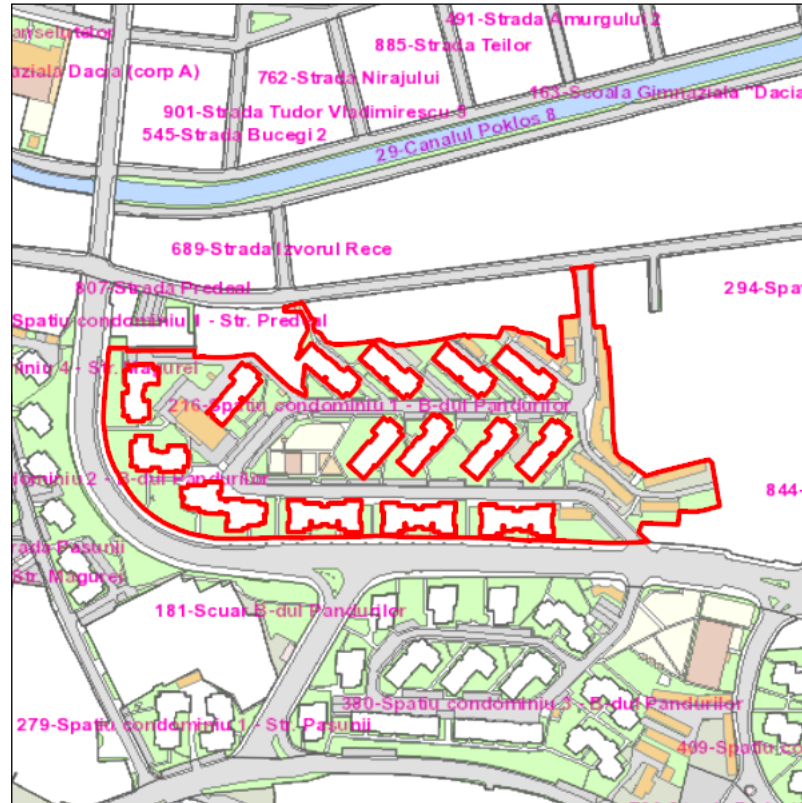 491-Strada Amurgului 2
885-Strada Teilor
aziala Dacia (corp A)
762-Strada Nirajului
463-Scoala Gimnaziala "Dacia
901-Strada Tudor Vladimirescu
545-Strada Bucegi 2
29-Canalul Poklos 8
689-Strada Izvorul Rece
807-Strada Predeal
294-Spa
Spatiu condominiu 1 - Str. Predeal
miniu 4 - Str. Magurei
216-Spatiu condominiu 1 - B-dul Pandurilor
dominiu 2 - B-dul Pandurilor
844-
rada Pasunii
Str. Magurei
181-Scuar B-dul Pandurilor
380-Spatiu condominiu 3 - B-dul Pandurilor
279-Spatiu condominiu 1 - Str. Pasunii
409-Spatiu co